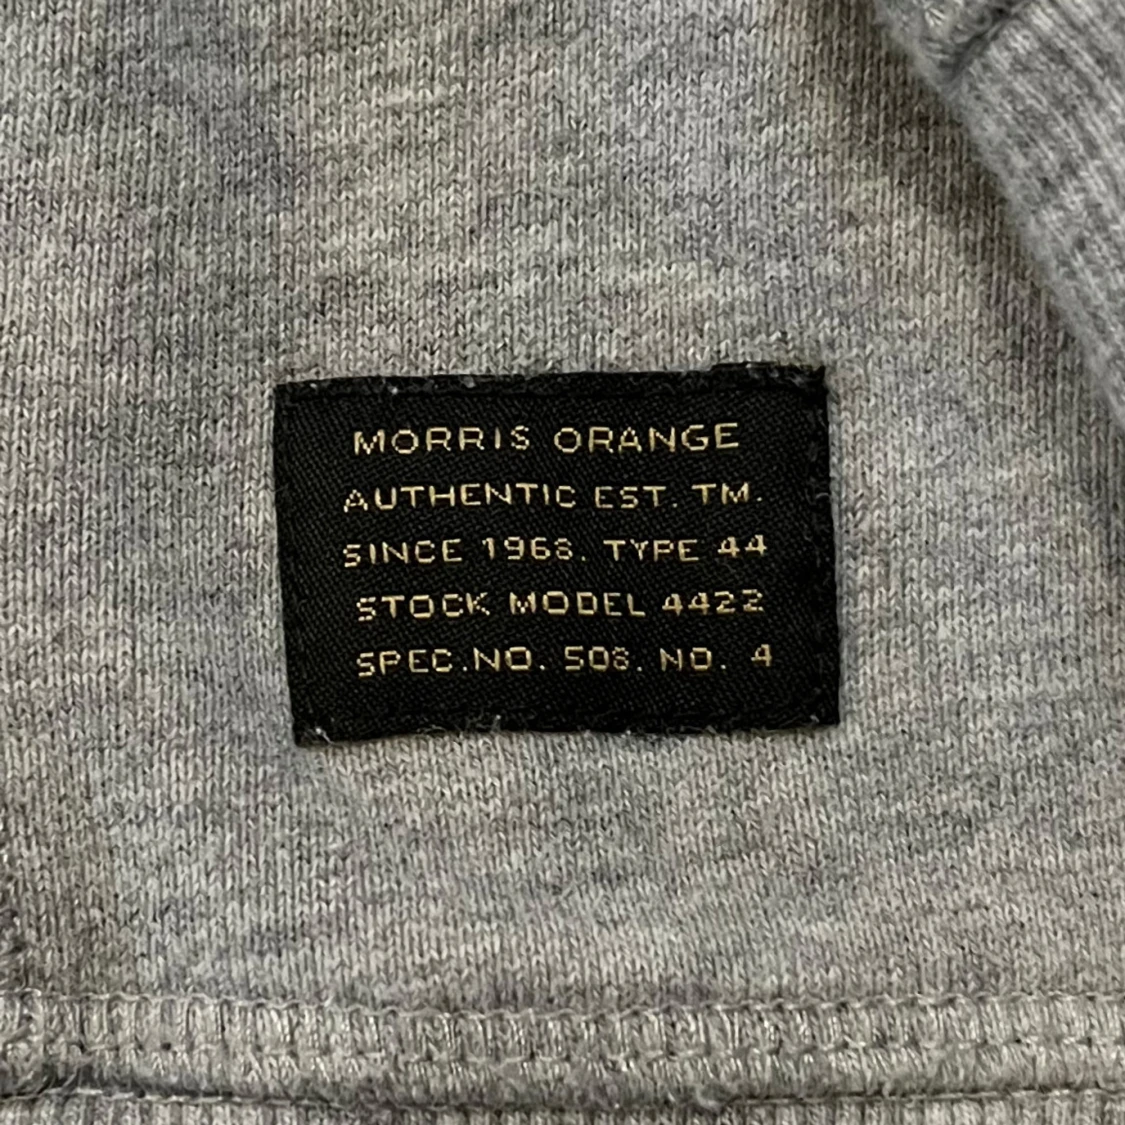 MORRIS ORANGE
AUTHENTIC EST. TM.
SINCE 1968. TYPE 44
STOCK MODEL 4422
SPEC.NO. 508. NO. 4